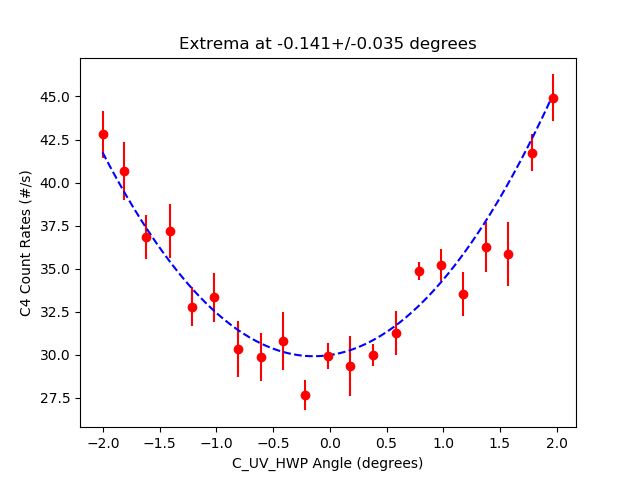 Extrema at -0.141+/-0.035 degrees
C4 Count Rates (#/s)
45.0
42.5
40.0
37.5
35.0
32.5
30.0
27.5
−2.0 −1.5 −1.0 −0.5 0.0 0.5 1.0 1.5 2.0
C_UV_HWP Angle (degrees)